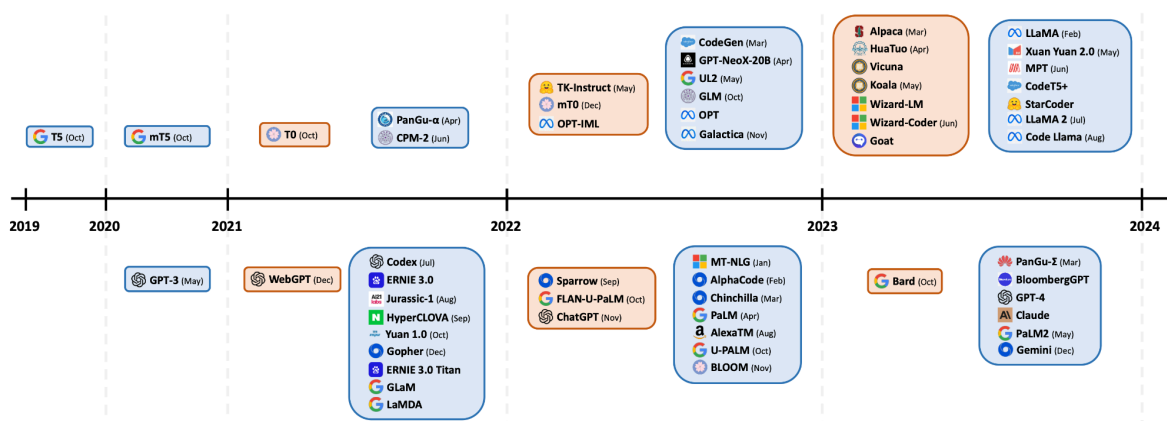 T5 (Oct)
mT5 (Oct)
T0 (Oct)
PanGu-α (Apr)
CPM-2 (Jun)
TK-Instruct (May)
mT0 (Dec)
OPT-IML
CodeGen (Mar)
GPT-NeoX-20B (Apr)
UL2 (May)
GLM (Oct)
OPT
Galactica (Nov)
Alpaca (Mar)
HuaTuo (Apr)
Vicuna
Koala (May)
Wizard-LM
Wizard-Coder (Jun)
Goat
LLaMA (Feb)
Xuan Yuan 2.0 (May)
MPT (Jun)
CodeT5+
StarCoder
LLaMA 2 (Jul)
Code Llama (Aug)
2019 2020 2021 2022 2023 2024
GPT-3 (May)
WebGPT (Dec)
Codex (Jul)
ERNIE 3.0
AI21 labs Jurassic-1 (Aug)
HyperCLOVA (Sep)
Yuan 1.0 (Oct)
Gopher (Dec)
ERNIE 3.0 Titan
GLaM
LaMDA
Sparrow (Sep)
FLAN-U-PaLM (Oct)
ChatGPT (Nov)
MT-NLG (Jan)
AlphaCode (Feb)
Chinchilla (Mar)
PaLM (Apr)
AlexaTM (Aug)
U-PALM (Oct)
BLOOM (Nov)
Bard (Oct)
PanGu-Σ (Mar)
BloombergGPT
GPT-4
Claude
PaLM2 (May)
Gemini (Dec)